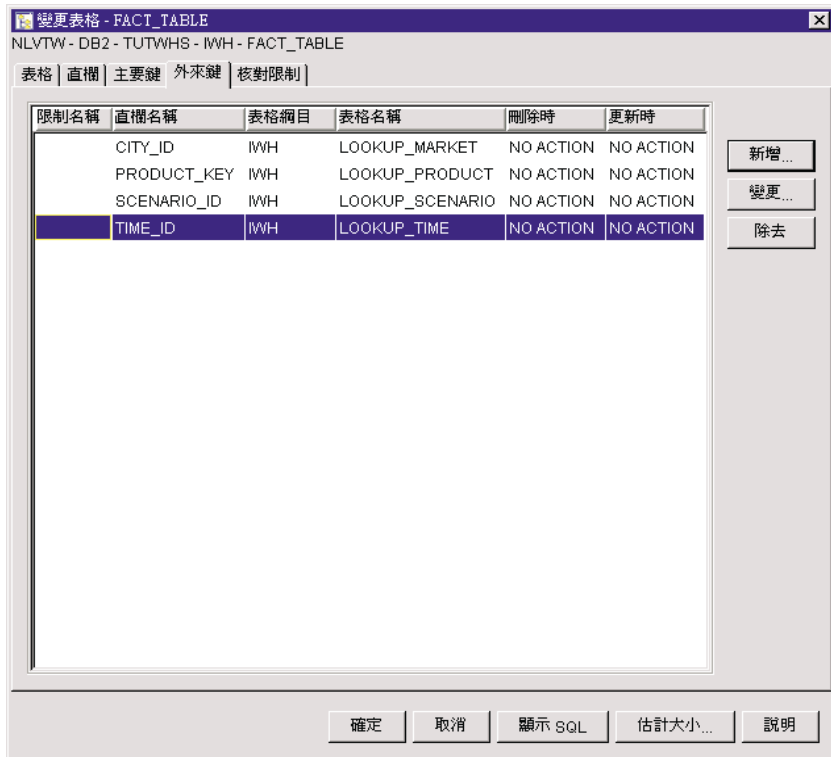 變更表格 - FACT_TABLE
NLVTW - DB2 - TUTWHS - IWH - FACT_TABLE
表格 直欄 主要鍵 外來鍵 核對限制
限制名稱 直欄名稱 表格綱目 表格名稱 刪除時 更新時
CITY_ID IWH LOOKUP_MARKET NO ACTION NO ACTION
PRODUCT_KEY IWH LOOKUP_PRODUCT NO ACTION NO ACTION
SCENARIO_ID IWH LOOKUP_SCENARIO NO ACTION NO ACTION
TIME_ID IWH LOOKUP_TIME NO ACTION NO ACTION
新增...
變更...
除去
確定 取消 顯示 SQL 估計大小... 說明